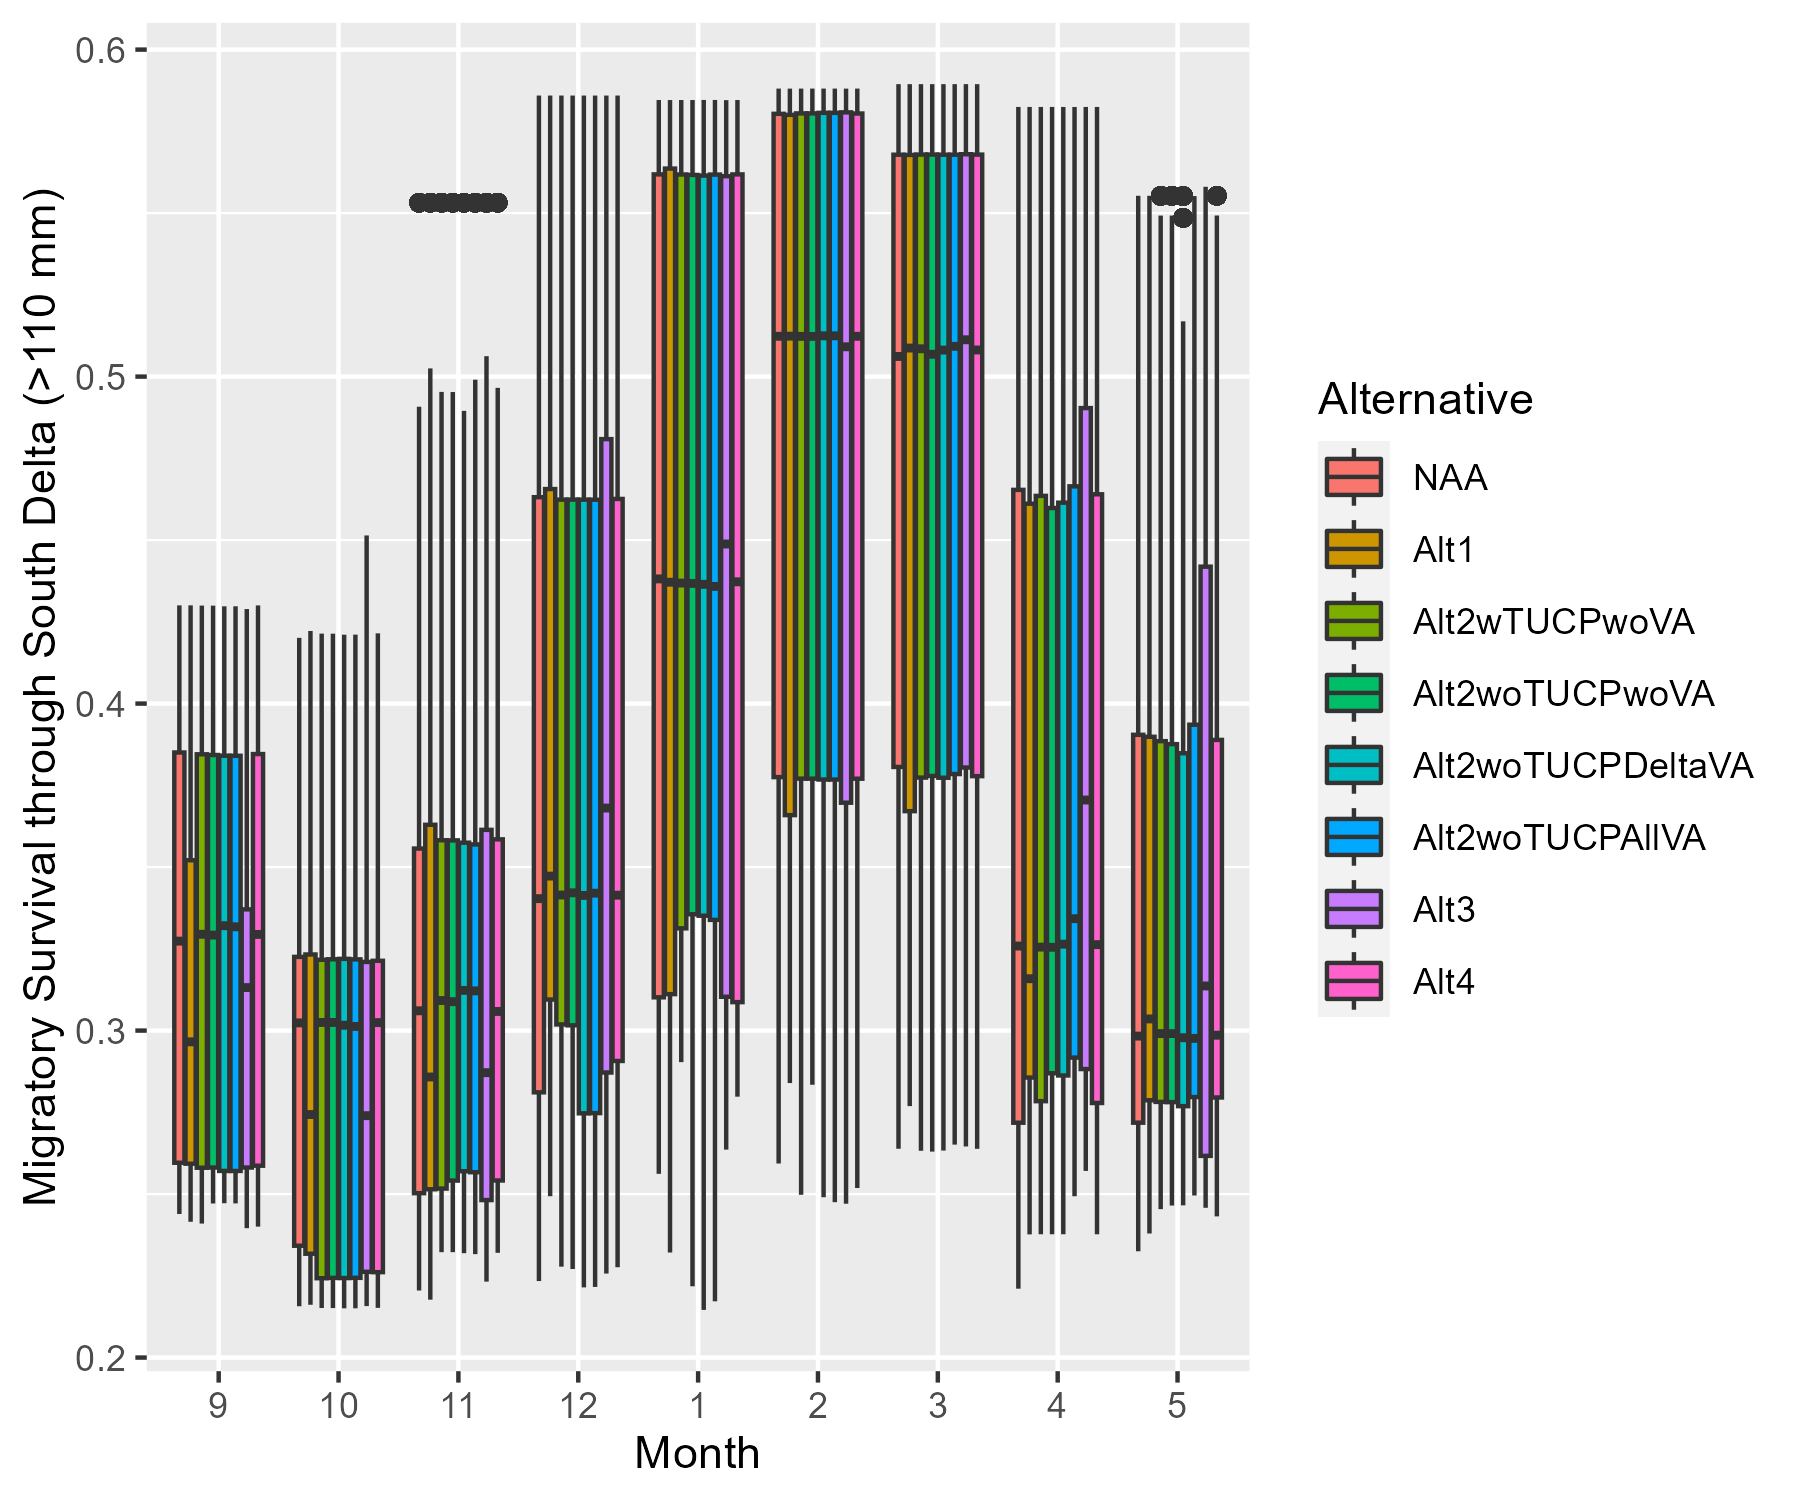 Migratory Survival through South Delta (>110 mm)
0.6
0.5
0.4
0.3
0.2
9 10 11 12 1 2 3 4 5
Month
Alternative
NAA
Alt1
Alt2wTUCPwoVA
Alt2woTUCPwoVA
Alt2woTUCPDeltaVA
Alt2woTUCPAllVA
Alt3
Alt4